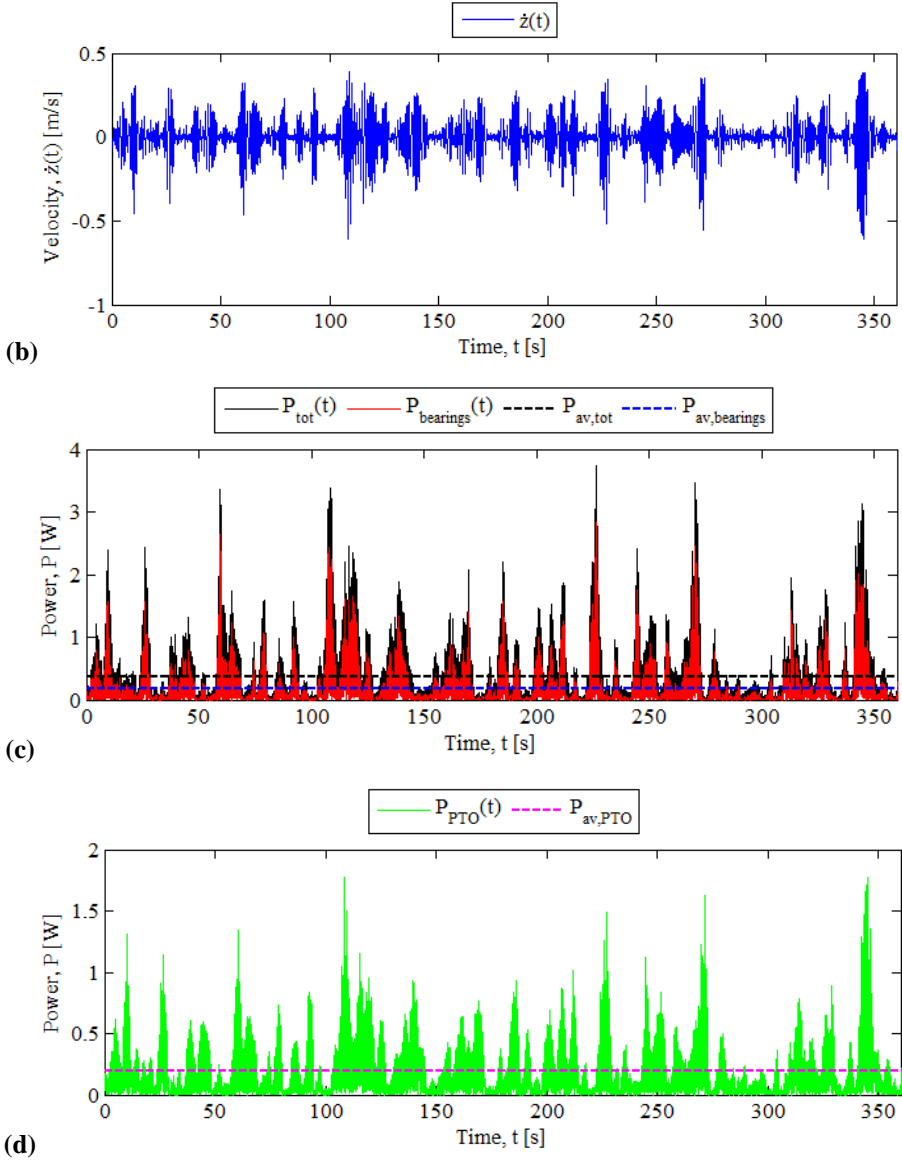 ż(t)
0.5
0
-0.5
-1
Velocity, ż(t) [m/s]
0 50 100 150 200 250 300 350
Time, t [s]
(b)
P_tot(t) P_bearings(t) P_av,tot P_av,bearings
4
3
2
1
0
Power, P [W]
0 50 100 150 200 250 300 350
Time, t [s]
(c)
P_PTO(t) P_av,PTO
2
1.5
1
0.5
0
Power, P [W]
0 50 100 150 200 250 300 350
Time, t [s]
(d)